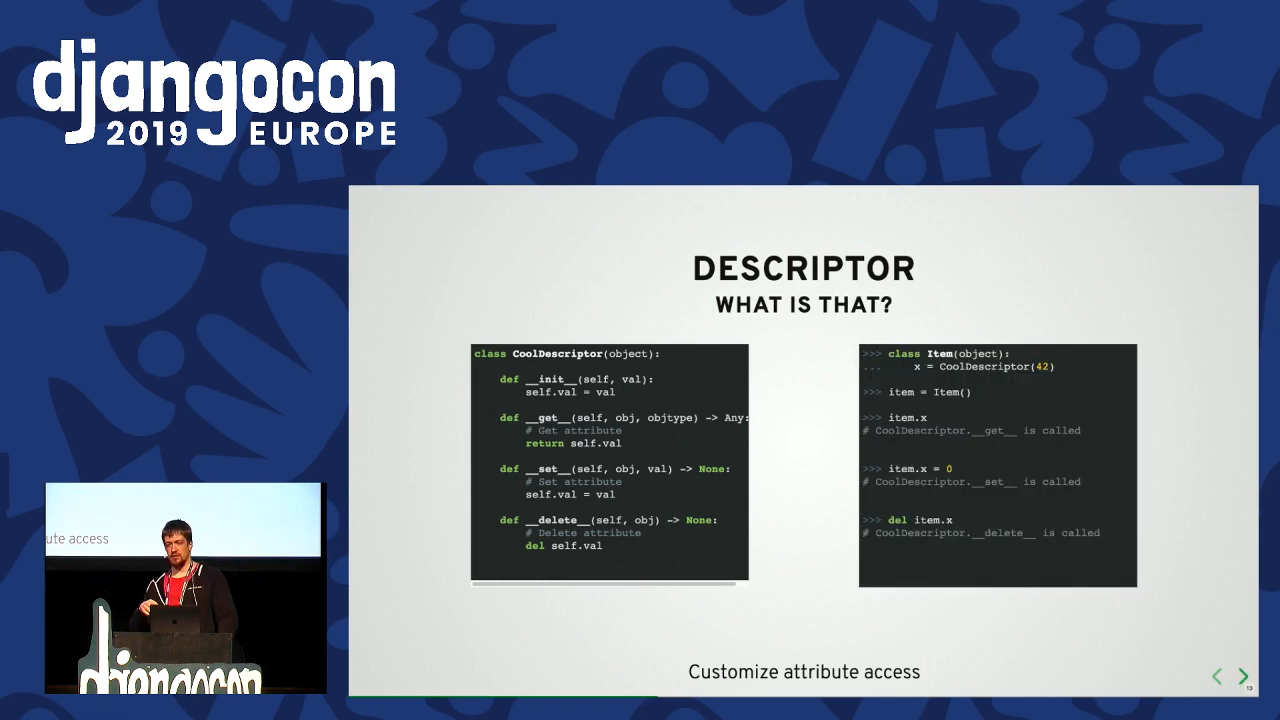 djangocon
2019 EUROPE
DESCRIPTOR
WHAT IS THAT?
class CoolDescriptor(object):
def __init__(self, val):
self.val = val
def __get__(self, obj, objtype) -> Any:
# Get attribute
return self.val
def __set__(self, obj, val) -> None:
# Set attribute
self.val = val
def __delete__(self, obj) -> None:
# Delete attribute
del self.val
>>> class Item(object):
... x = CoolDescriptor(42)
>>> item = Item()
>>> item.x
# CoolDescriptor.__get__ is called
>>> item.x = 0
# CoolDescriptor.__set__ is called
>>> del item.x
# CoolDescriptor.__delete__ is called
Customize attribute access
13
ute access
djangocon